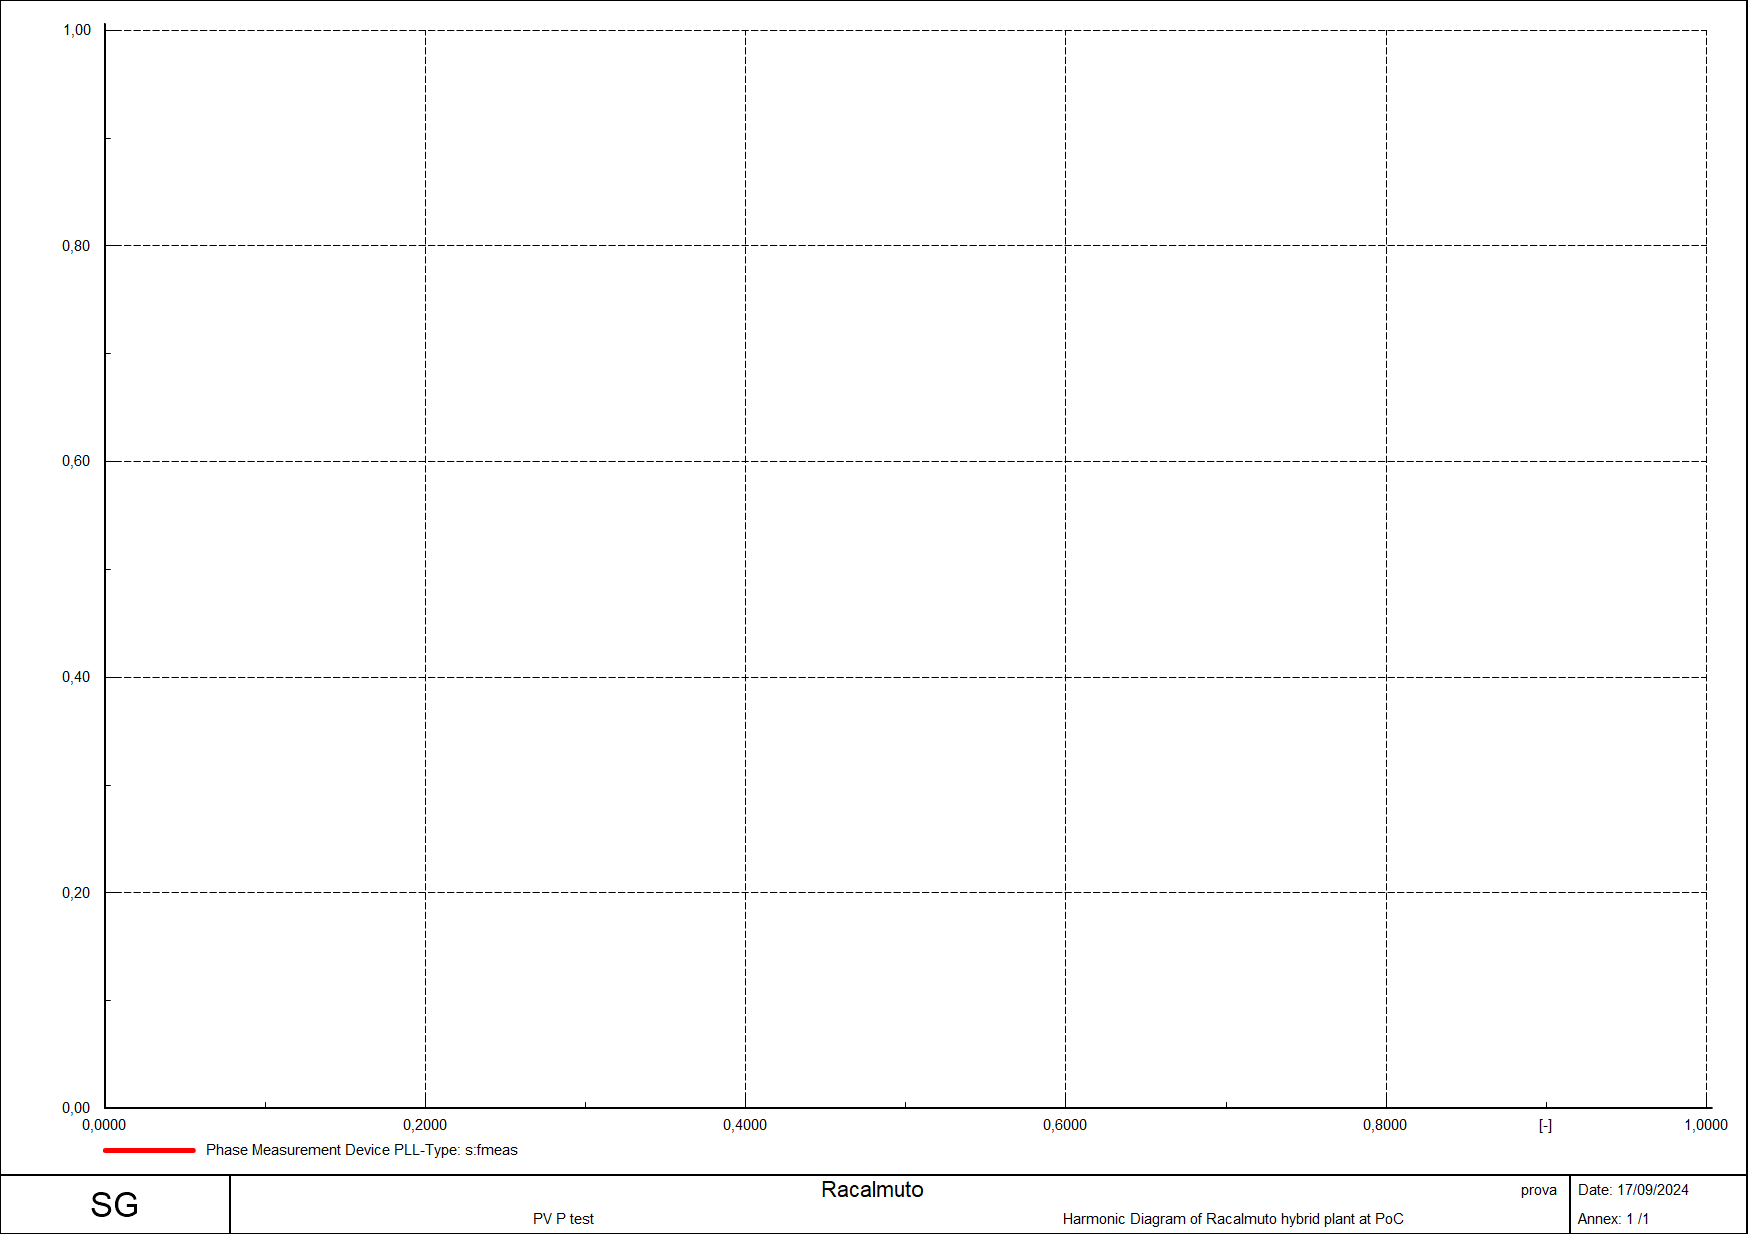 1,00
0,80
0,60
0,40
0,20
0,00
0,0000 0,2000 0,4000 0,6000 0,8000 [-] 1,0000
Phase Measurement Device PLL-Type: s:fmeas
SG
Racalmuto
PV P test
Harmonic Diagram of Racalmuto hybrid plant at PoC
prova
Date: 17/09/2024
Annex: 1 /1